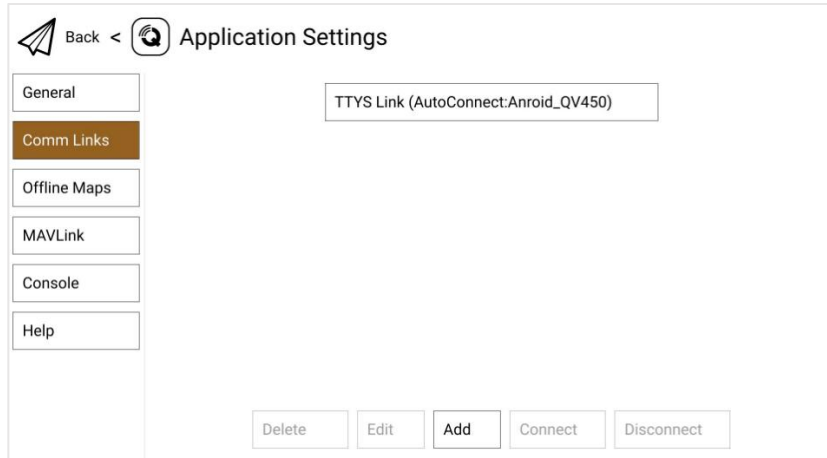 Back < Application Settings
General
TTYS Link (AutoConnect:Anroid_QV450)
Comm Links
Offline Maps
MAVLink
Console
Help
Delete Edit Add Connect Disconnect